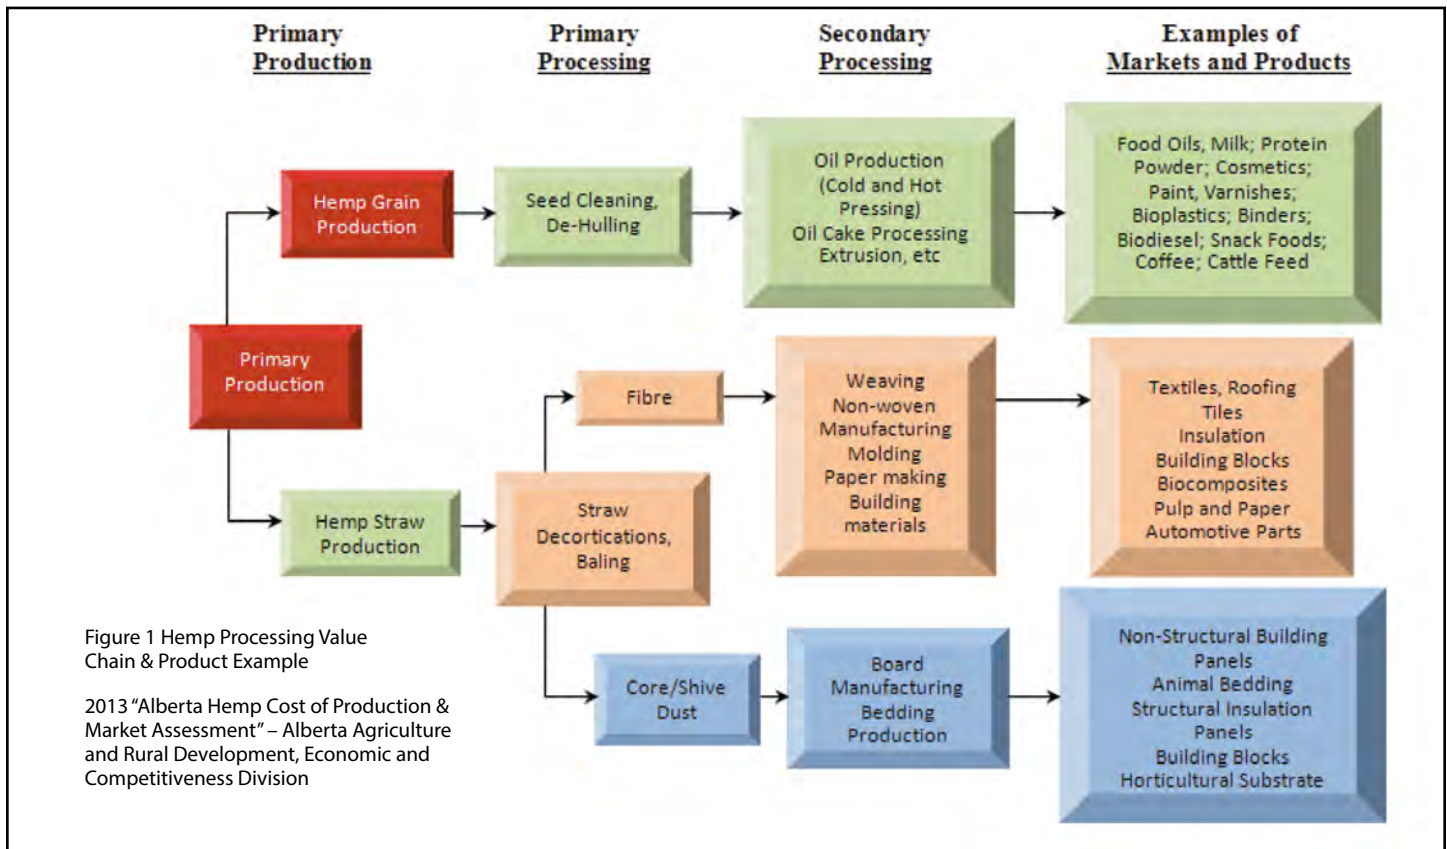 Primary
Production
Primary
Processing
Secondary
Processing
Examples of
Markets and Products
Hemp Grain
Production
Seed Cleaning,
De-Hulling
Oil Production
(Cold and Hot
Pressing)
Oil Cake Processing
Extrusion, etc
Food Oils, Milk; Protein
Powder; Cosmetics;
Paint, Varnishes;
Bioplastics; Binders;
Biodiesel; Snack Foods;
Coffee; Cattle Feed
Primary
Production
Fibre
Weaving
Non-woven
Manufacturing
Molding
Paper making
Building
materials
Textiles, Roofing
Tiles
Insulation
Building Blocks
Biocomposites
Pulp and Paper
Automotive Parts
Hemp Straw
Production
Straw
Decortications,
Baling
Core/Shive
Dust
Board
Manufacturing
Bedding
Production
Non-Structural Building
Panels
Animal Bedding
Structural Insulation
Panels
Building Blocks
Horticultural Substrate
Figure 1 Hemp Processing Value
Chain & Product Example
2013 “Alberta Hemp Cost of Production &
Market Assessment” – Alberta Agriculture
and Rural Development, Economic and
Competitiveness Division